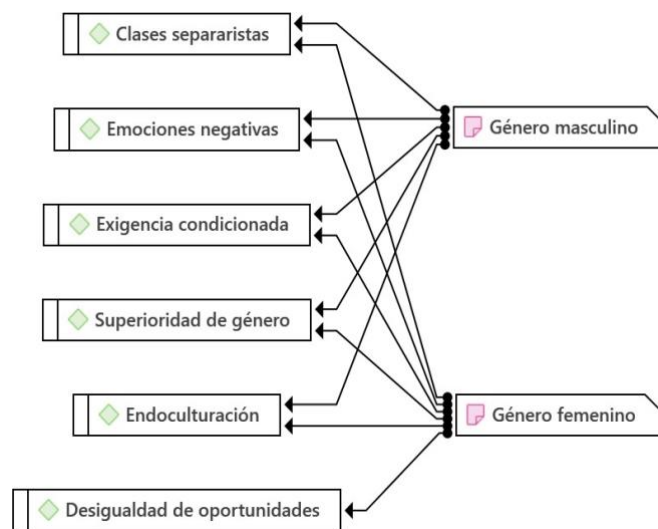 Clases separaristas
Emociones negativas
Género masculino
Exigencia condicionada
Superioridad de género
Endoculturación
Género femenino
Desigualdad de oportunidades